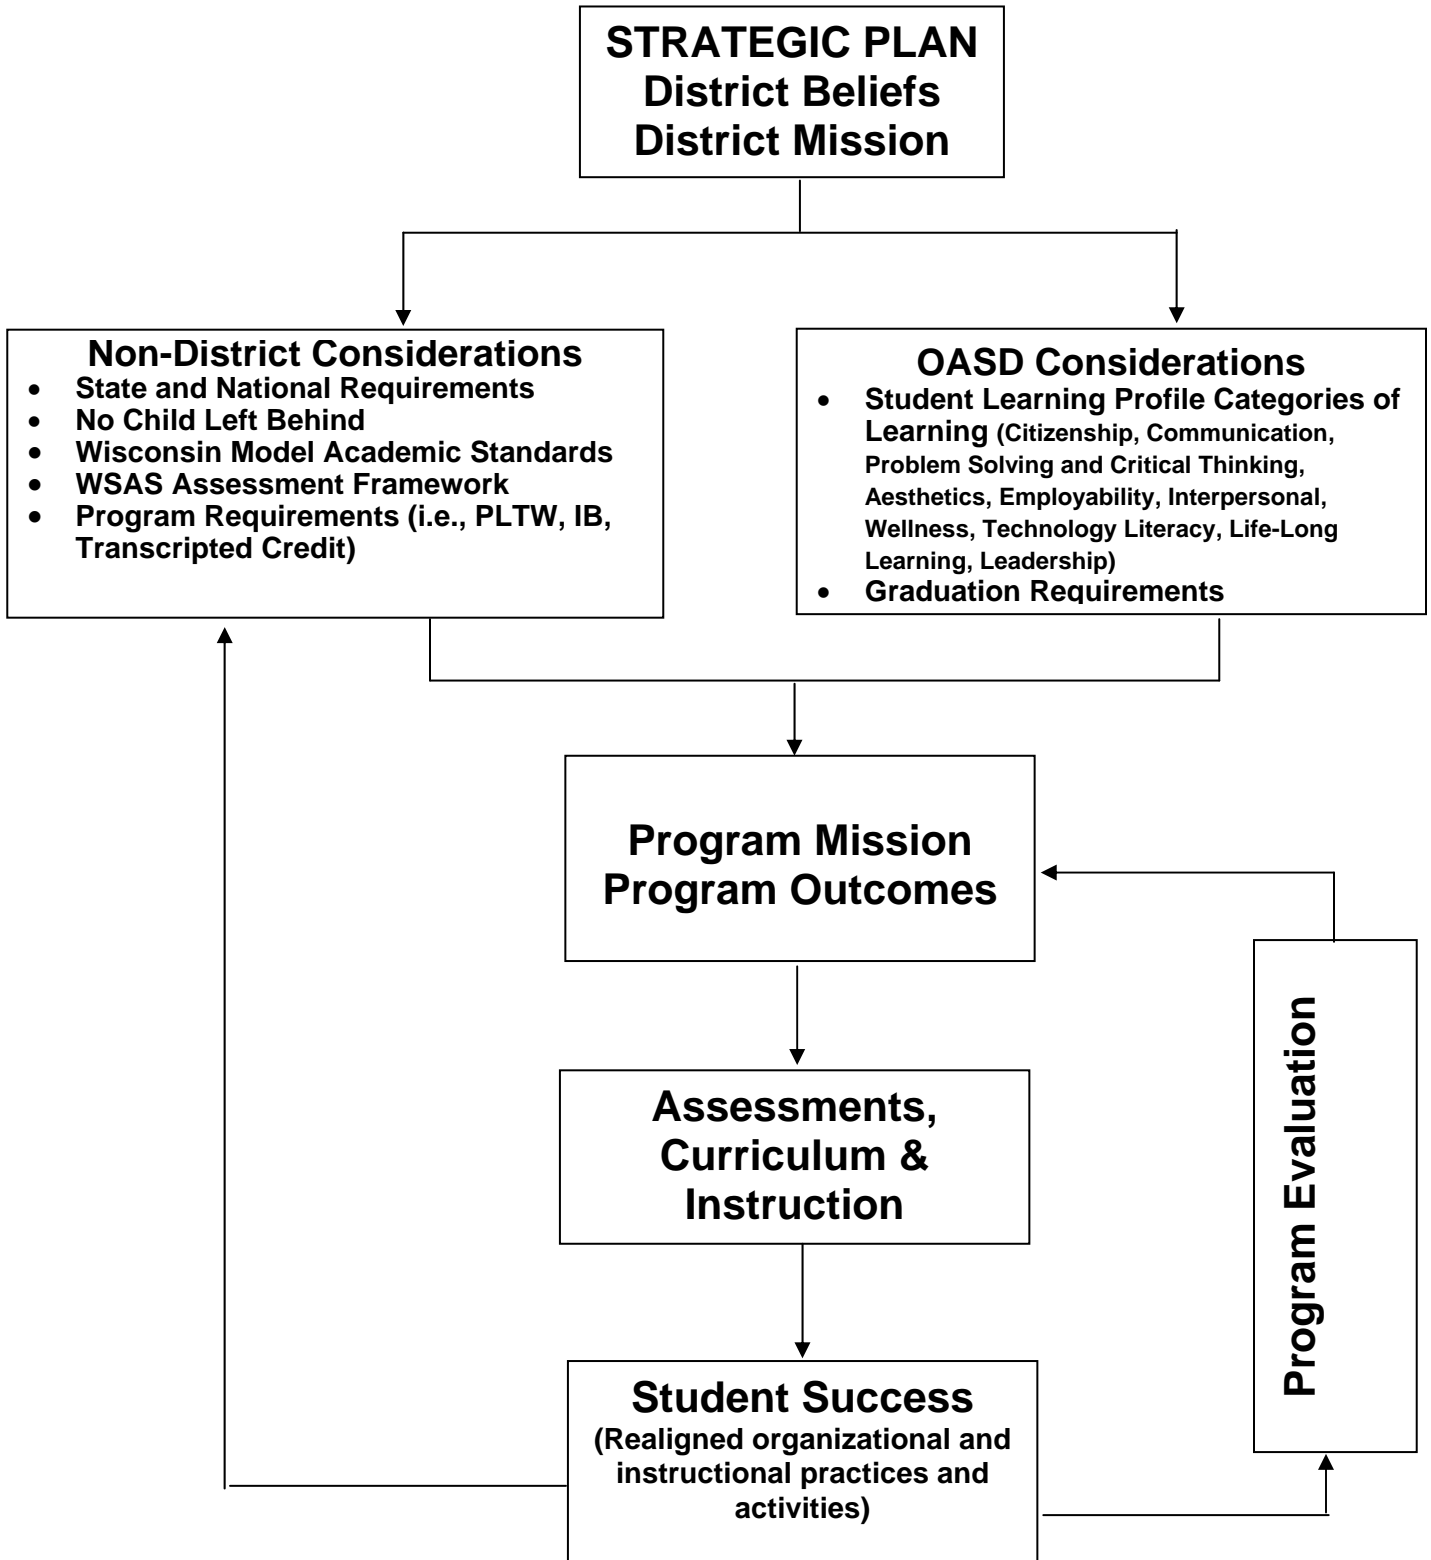 STRATEGIC PLAN
District Beliefs
District Mission
Non-District Considerations
• State and National Requirements
• No Child Left Behind
• Wisconsin Model Academic Standards
• WSAS Assessment Framework
• Program Requirements (i.e., PLTW, IB,
Transcripted Credit)
OASD Considerations
• Student Learning Profile Categories of
Learning (Citizenship, Communication,
Problem Solving and Critical Thinking,
Aesthetics, Employability, Interpersonal,
Wellness, Technology Literacy, Life-Long
Learning, Leadership)
• Graduation Requirements
Program Mission
Program Outcomes
Assessments,
Curriculum &
Instruction
Program Evaluation
Student Success
(Realigned organizational and
instructional practices and
activities)